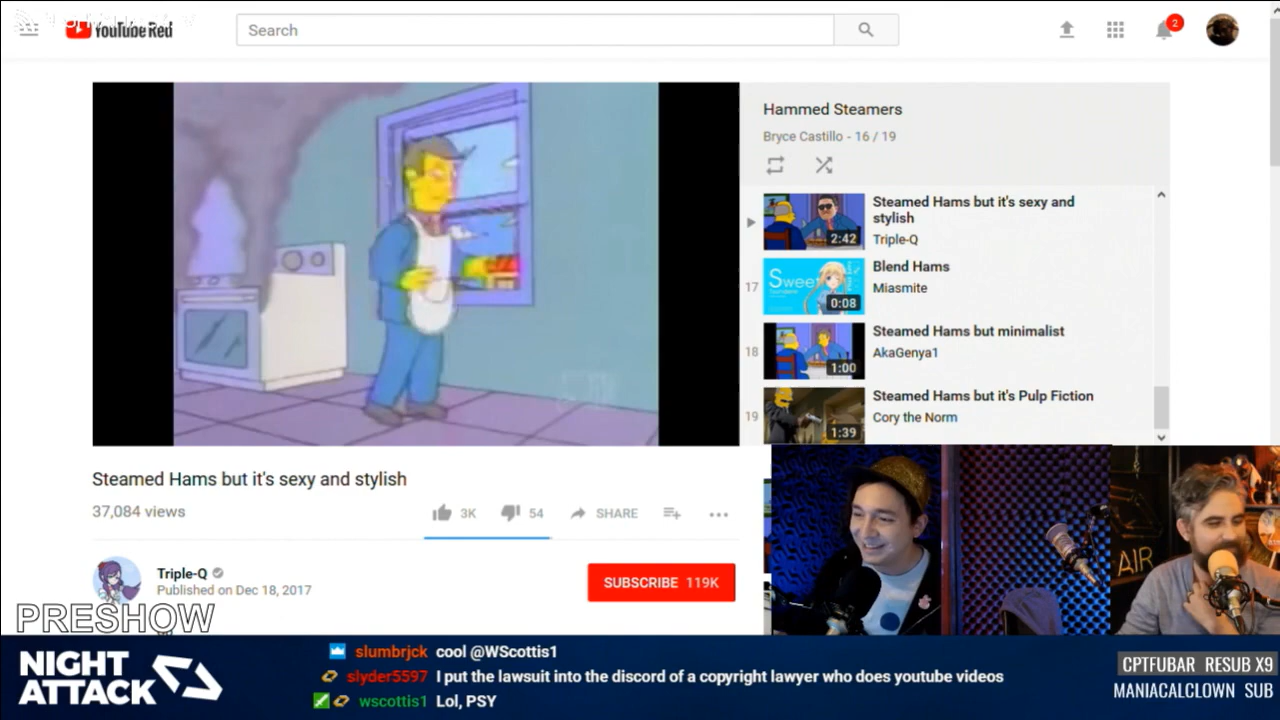 YouTube Red
Search
2
Hammed Steamers
Bryce Castillo - 16 / 19
Steamed Hams but it's sexy and
stylish
Triple-Q
2:42
17
Blend Hams
Miasmite
Sweet
0:08
18
Steamed Hams but minimalist
AkaGenya1
1:00
19
Steamed Hams but it's Pulp Fiction
Cory the Norm
1:39
Steamed Hams but it's sexy and stylish
37,084 views
3K
54
SHARE
Triple-Q
Published on Dec 18, 2017
SUBSCRIBE 119K
AIR
PRESHOW
NIGHT
ATTACK
slumbrjck cool @WScottis1
slyder5597 I put the lawsuit into the discord of a copyright lawyer who does youtube videos
wscottis1 Lol, PSY
CPTFUBAR RESUB X9
MANIACALCLOWN SUB